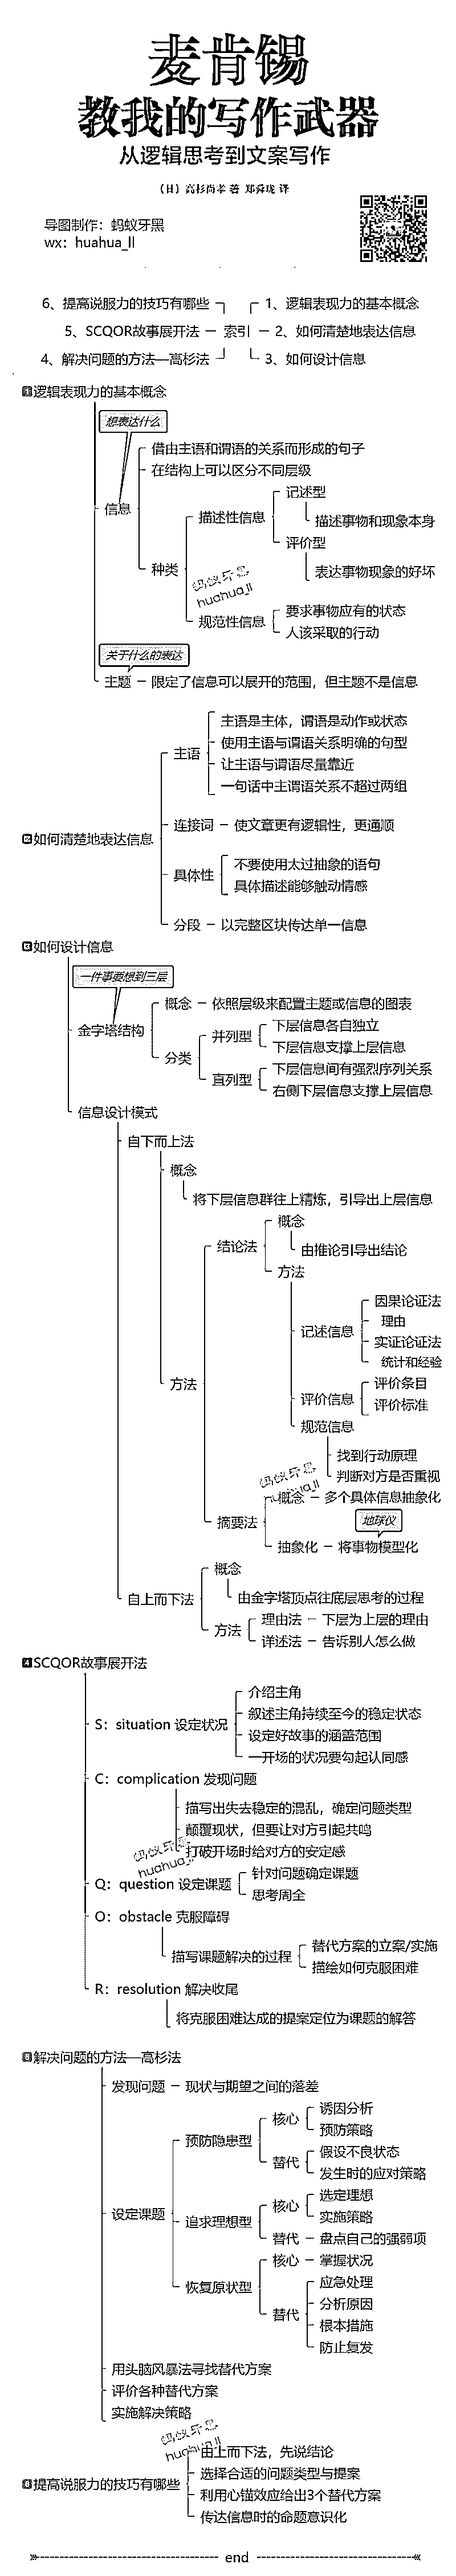 麦肯锡
教我的写作武器
从逻辑思考到文案写作
(日) 高杉尚孝 著 郑舜珑 译
导图制作：蚂蚁牙黑
wx：huahua_ll
6、提高说服力的技巧有哪些
1、逻辑表现力的基本概念
5、SCQOR故事展开法
索引
2、如何清楚地表达信息
4、解决问题的方法—高杉法
3、如何设计信息
1逻辑表现力的基本概念
想表达什么
借由主语和谓语的关系而形成的句子
在结构上可以区分不同层级
信息
记述型
描述性信息
描述事物和现象本身
评价型
种类
表达事物现象的好坏
蚂蚁牙黑
huahua_ll
要求事物应有的状态
规范性信息
人该采取的行动
关于什么的表达
主题
限定了信息可以展开的范围，但主题不是信息
主语是主体，谓语是动作或状态
使用主语与谓语关系明确的句型
主语
让主语与谓语尽量靠近
一句话中主谓语关系不超过两组
连接词
使文章更有逻辑性，更通顺
2如何清楚地表达信息
不要使用太过抽象的语句
具体性
具体描述能够触动情感
分段
以完整区块传达单一信息
3如何设计信息
一件事要想到三层
概念
依照层级来配置主题或信息的图表
金字塔结构
下层信息各自独立
并列型
下层信息支撑上层信息
分类
下层信息间有强烈序列关系
直列型
右侧下层信息支撑上层信息
信息设计模式
自下而上法
概念
将下层信息群往上精炼，引导出上层信息
概念
结论法
由推论引导出结论
方法
因果论证法
理由
记述信息
实证论证法
统计和经验
方法
评价条目
评价信息
评价标准
规范信息
找到行动原理
判断对方是否重视
蚂蚁牙黑
huahua_ll
概念
多个具体信息抽象化
摘要法
地球仪
抽象化
将事物模型化
概念
自上而下法
由金字塔顶点往底层思考的过程
理由法
下层为上层的理由
方法
详述法
告诉别人怎么做
4SCQOR故事展开法
介绍主角
叙述主角持续至今的稳定状态
S：situation 设定状况
设定好故事的涵盖范围
一开场的状况要勾起认同感
C：complication 发现问题
描写出失去稳定的混乱，确定问题类型
颠覆现状，但要让对方引起共鸣
打破开场时给对方的安定感
蚂蚁牙黑
huahua_ll
针对问题确定课题
Q：question 设定课题
思考周全
O：obstacle 克服障碍
替代方案的立案/实施
描写课题解决的过程
描绘如何克服困难
R：resolution 解决收尾
将克服困难达成的提案定位为课题的解答
解决问题的方法—高杉法
发现问题
现状与期望之间的落差
诱因分析
核心
预防策略
预防隐患型
假设不良状态
替代
发生时的应对策略
选定理想
核心
实施策略
设定课题
追求理想型
替代
盘点自己的强弱项
核心
掌握状况
恢复原状型
应急处理
分析原因
替代
根本措施
防止复发
用头脑风暴法寻找替代方案
评价各种替代方案
实施解决策略
蚂蚁牙黑
huahua_ll
由上而下法，先说结论
选择合适的问题类型与提案
提高说服力的技巧有哪些
利用心锚效应给出3个替代方案
传达信息时的命题意识化
end